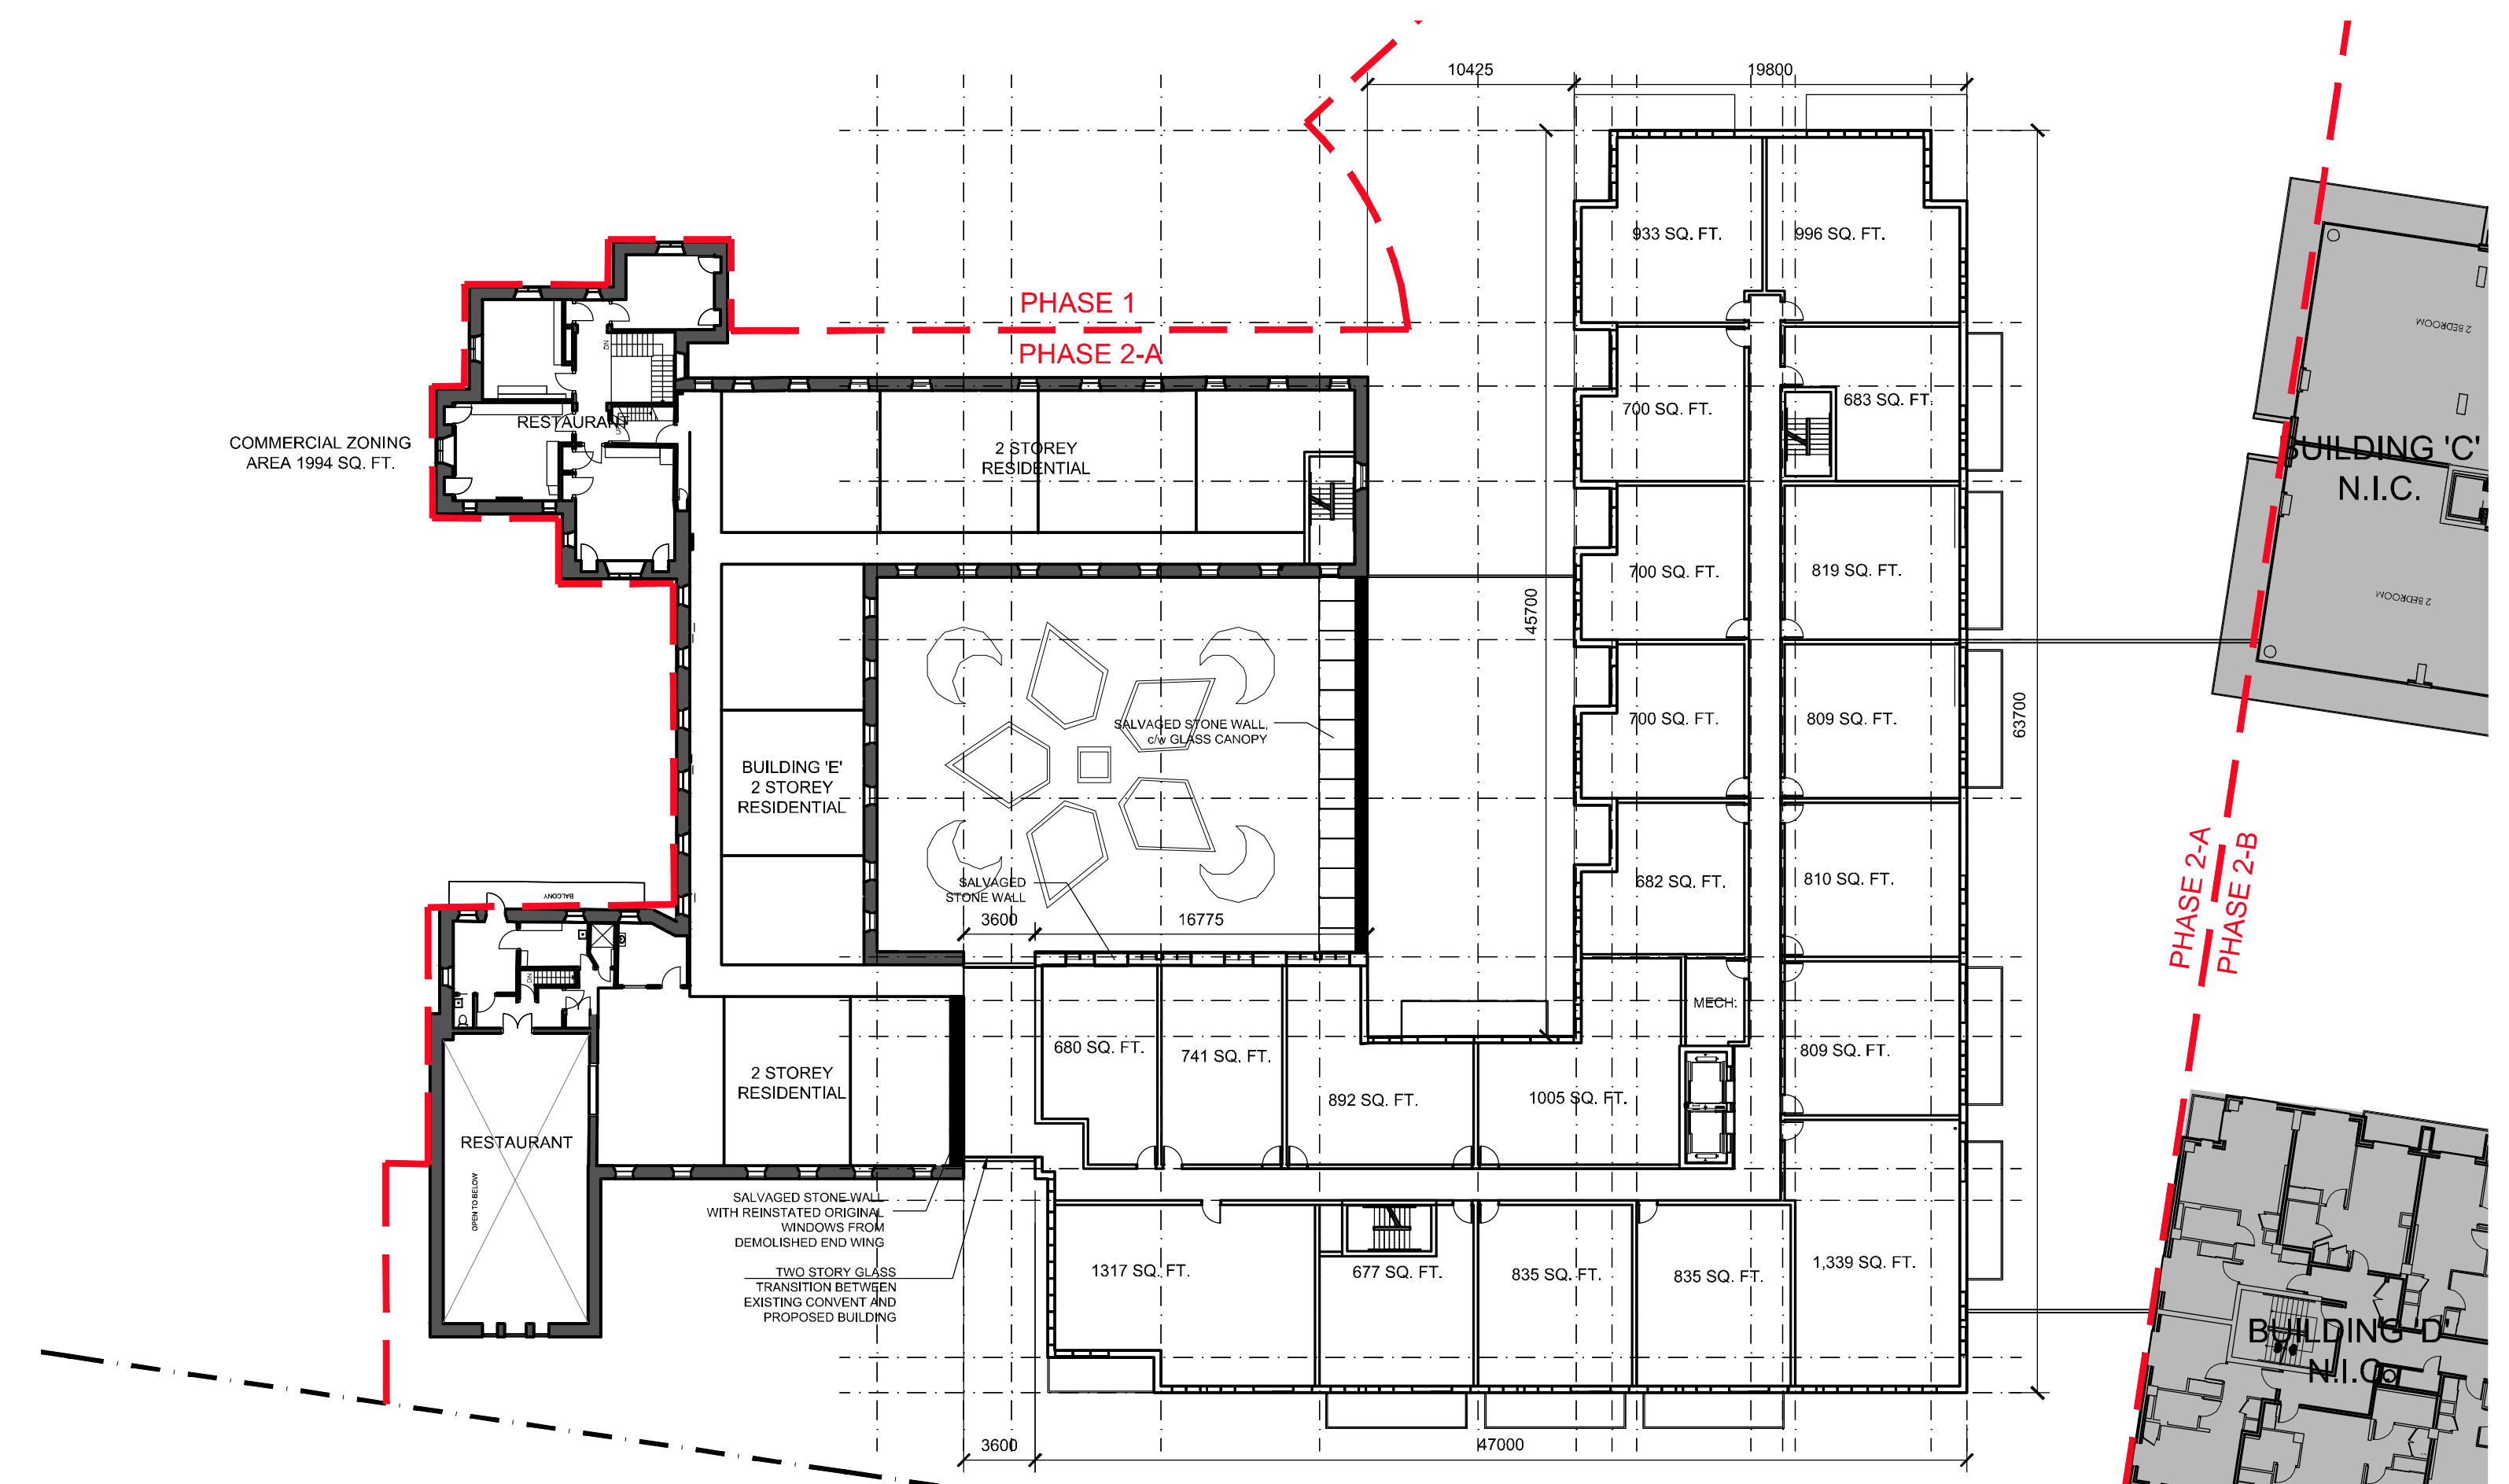 10425
19800
933 SQ. FT.
996 SQ. FT.
PHASE 1
PHASE 2-A
2 BEDROOM
DN
RESTAURANT
UP
COMMERCIAL ZONING
AREA 1994 SQ. FT.
2 STOREY
RESIDENTIAL
700 SQ. FT.
683 SQ. FT.
BUILDING 'C'
N.I.C.
700 SQ. FT.
819 SQ. FT.
2 BEDROOM
45700
63700
700 SQ. FT.
809 SQ. FT.
SALVAGED STONE WALL,
c/w GLASS CANOPY
BUILDING 'E'
2 STOREY
RESIDENTIAL
682 SQ. FT.
810 SQ. FT.
PHASE 2-A
PHASE 2-B
BALCONY
SALVAGED
STONE WALL
3600
16775
DN
MECH.
680 SQ. FT.
741 SQ. FT.
809 SQ. FT.
2 STOREY
RESIDENTIAL
892 SQ. FT.
1005 SQ. FT.
RESTAURANT
OPEN TO BELOW
SALVAGED STONE WALL
WITH REINSTATED ORIGINAL
WINDOWS FROM
DEMOLISHED END WING
TWO STORY GLASS
TRANSITION BETWEEN
EXISTING CONVENT AND
PROPOSED BUILDING
1317 SQ. FT.
677 SQ. FT.
835 SQ. FT.
835 SQ. FT.
1,339 SQ. FT.
BUILDING 'D'
N.I.C.
3600
47000